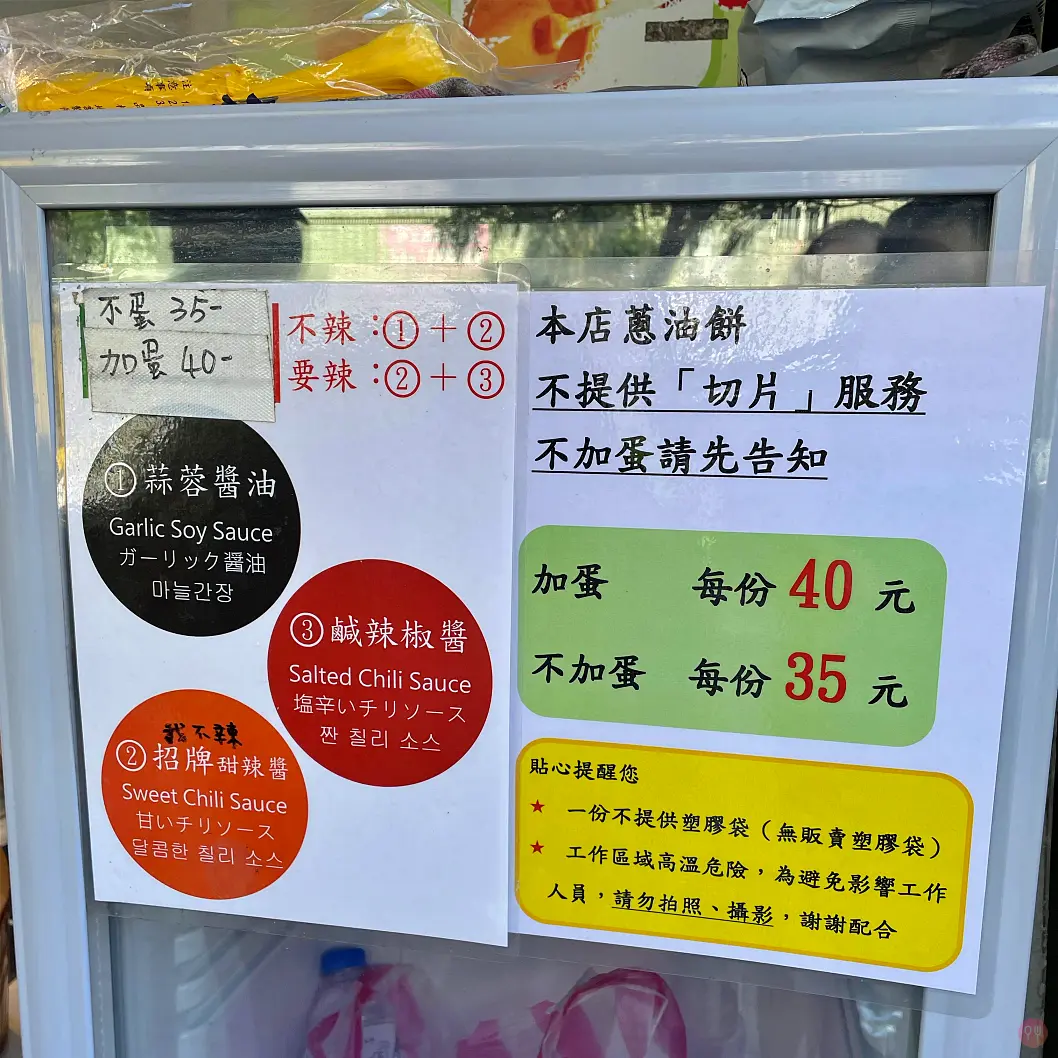 注意事項
不蛋 35-
加蛋 40-
不辣：①＋②
要辣：②＋③
①蒜蓉醬油
Garlic Soy Sauce
ガーリック醤油
마늘간장
③鹹辣椒醬
Salted Chili Sauce
塩辛いチリソース
짠 칠리 소스
我不辣
②招牌甜辣醬
Sweet Chili Sauce
甘いチリソース
달콤한 칠리 소스
本店蔥油餅
不提供「切片」服務
不加蛋請先告知
加蛋 每份 40 元
不加蛋 每份 35 元
貼心提醒您
★ 一份不提供塑膠袋（無販賣塑膠袋）
★ 工作區域高溫危險，為避免影響工作
人員，請勿拍照、攝影，謝謝配合